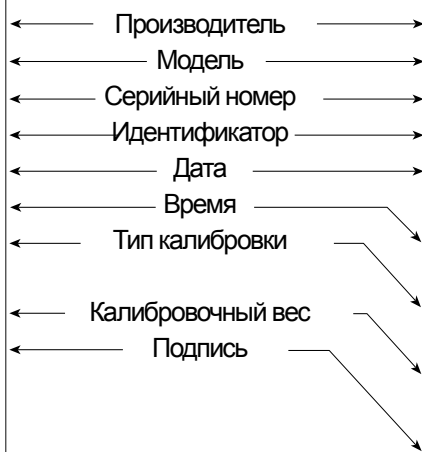 Производитель
Модель
Серийный номер
Идентификатор
Дата
Время
Тип калибровки
Калибровочный вес
Подпись